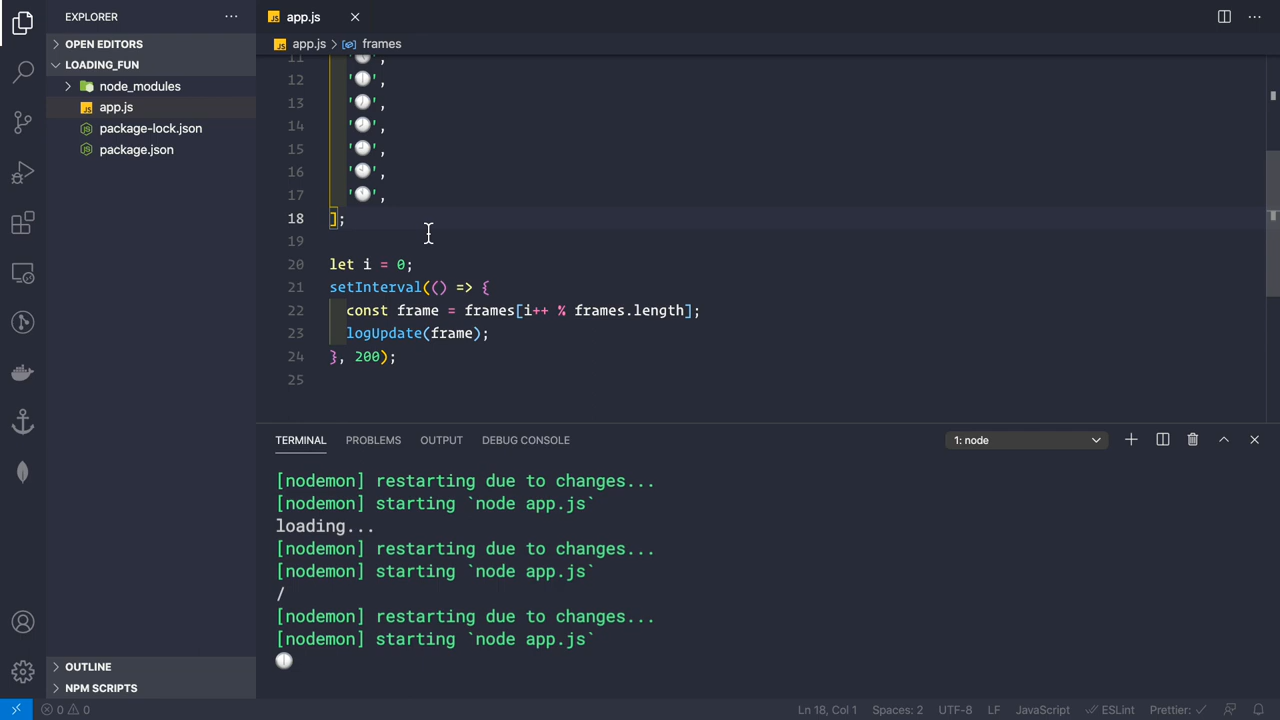 EXPLORER
app.js
OPEN EDITORS
LOADING_FUN
node_modules
app.js
package-lock.json
package.json
OUTLINE
NPM SCRIPTS
app.js > frames
11 '🕔',
12 '🕕',
13 '🕖',
14 '🕗',
15 '🕘',
16 '🕙',
17 '🕚',
18 ];
19
20 let i = 0;
21 setInterval(() => {
22 const frame = frames[i++ % frames.length];
23 logUpdate(frame);
24 }, 200);
25
TERMINAL PROBLEMS OUTPUT DEBUG CONSOLE 1: node
[nodemon] restarting due to changes...
[nodemon] starting `node app.js`
loading...
[nodemon] restarting due to changes...
[nodemon] starting `node app.js`
/
[nodemon] restarting due to changes...
[nodemon] starting `node app.js`
🕕
0 0 Ln 18, Col 1 Spaces: 2 UTF-8 LF JavaScript ESLint Prettier: ✓